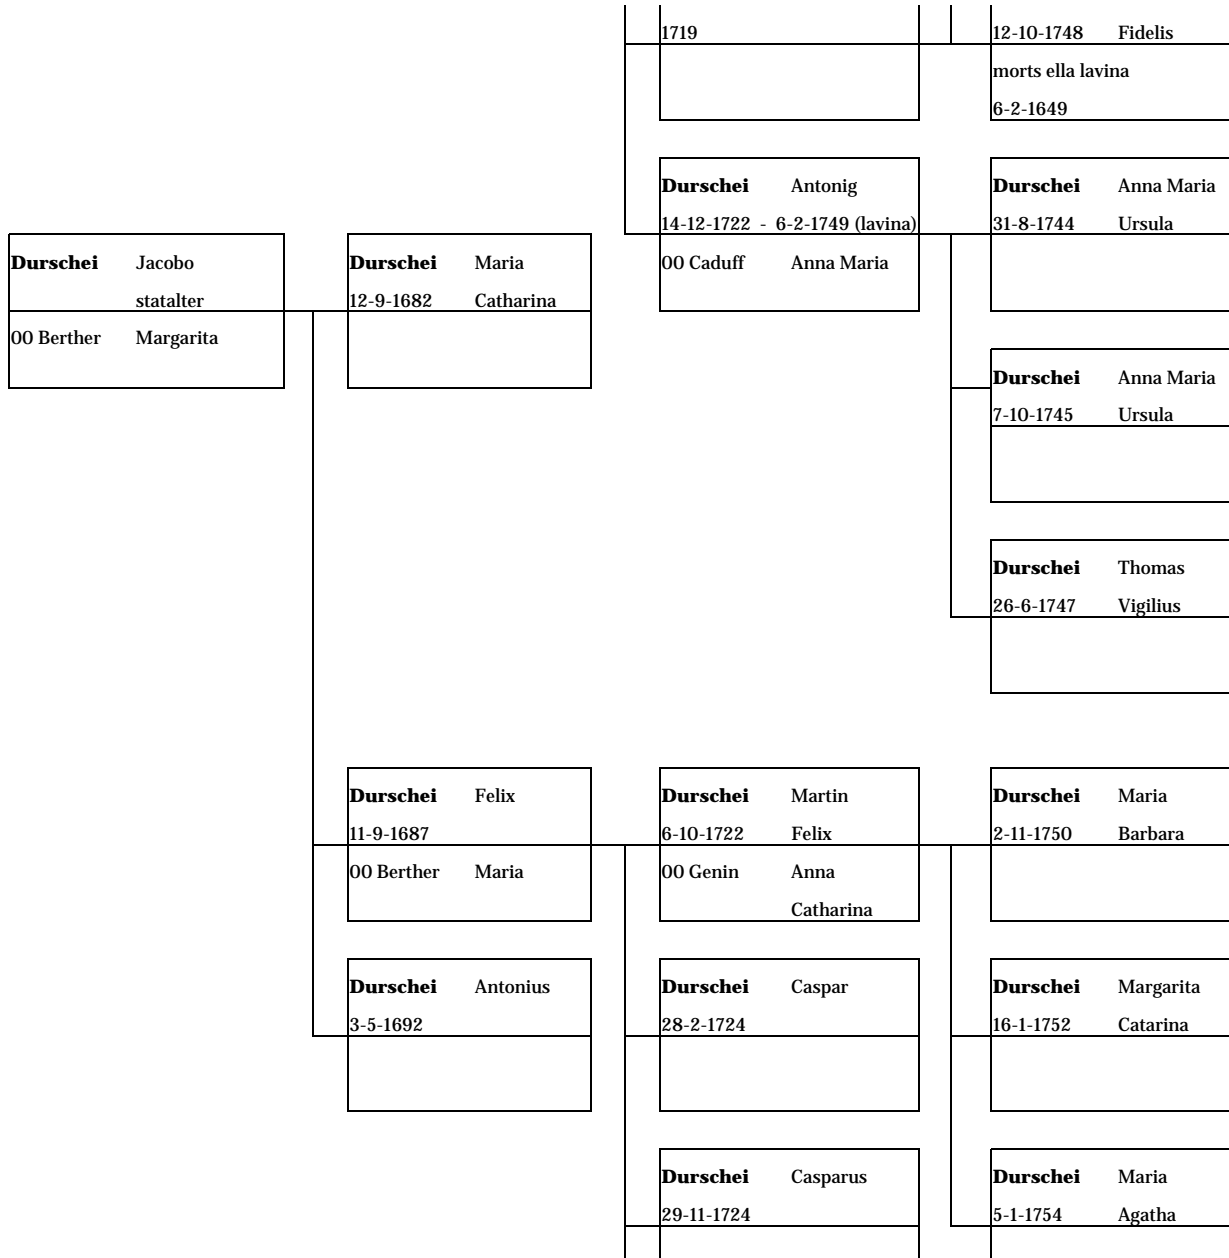 1719
12-10-1748 Fidelis
morts ella lavina
6-2-1649
Durschei Antonig
14-12-1722 - 6-2-1749 (lavina)
00 Caduff Anna Maria
Durschei Anna Maria
31-8-1744 Ursula
Durschei Jacobo
statalter
00 Berther Margarita
Durschei Maria
12-9-1682 Catharina
Durschei Anna Maria
7-10-1745 Ursula
Durschei Thomas
26-6-1747 Vigilius
Durschei Felix
11-9-1687
00 Berther Maria
Durschei Martin
6-10-1722 Felix
00 Genin Anna
Catharina
Durschei Maria
2-11-1750 Barbara
Durschei Antonius
3-5-1692
Durschei Caspar
28-2-1724
Durschei Margarita
16-1-1752 Catarina
Durschei Casparus
29-11-1724
Durschei Maria
5-1-1754 Agatha